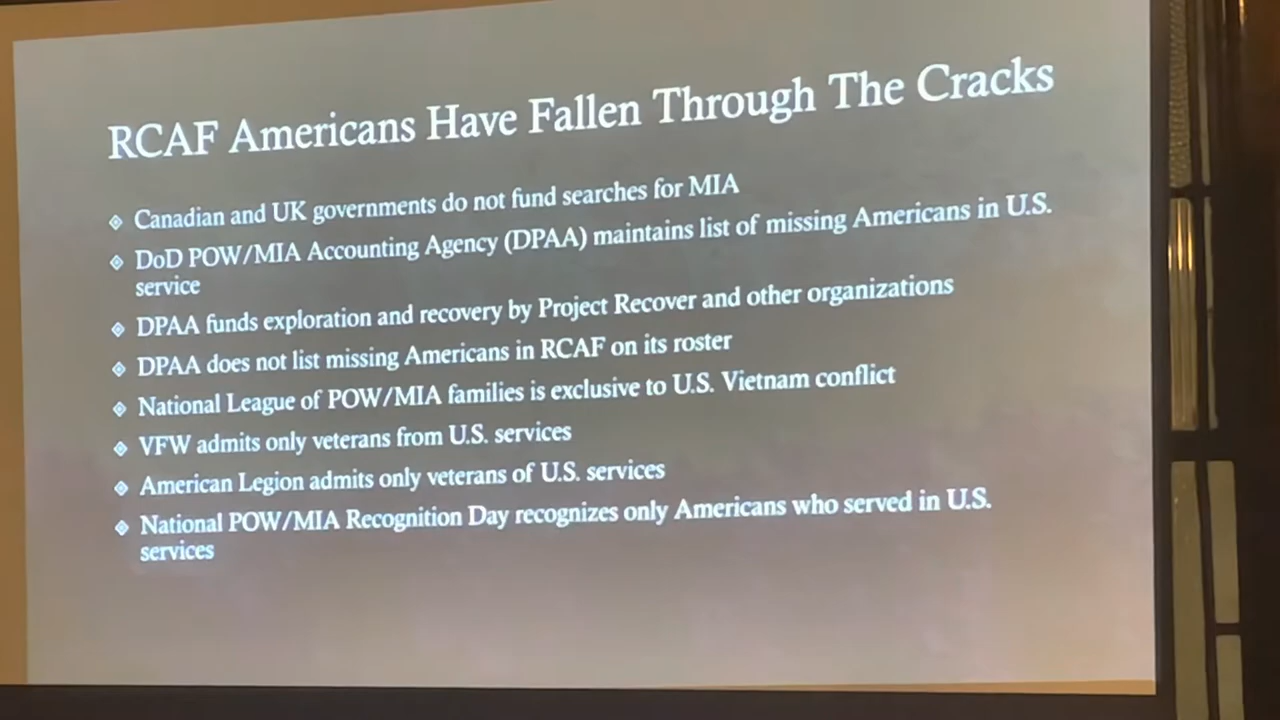 RCAF Americans Have Fallen Through The Cracks
Canadian and UK governments do not fund searches for MIA
DoD POW/MIA Accounting Agency (DPAA) maintains list of missing Americans in U.S.
service
DPAA funds exploration and recovery by Project Recover and other organizations
DPAA does not list missing Americans in RCAF on its roster
National League of POW/MIA families is exclusive to U.S. Vietnam conflict
VFW admits only veterans from U.S. services
American Legion admits only veterans of U.S. services
National POW/MIA Recognition Day recognizes only Americans who served in U.S.
services